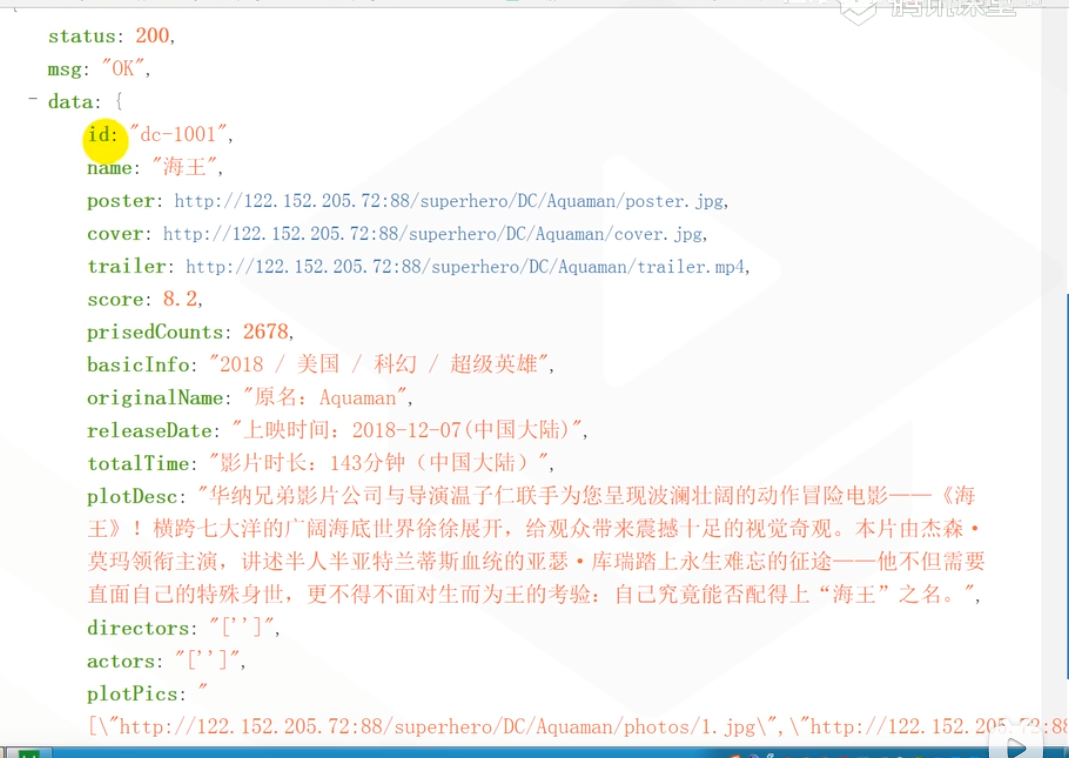 腾讯课堂
status: 200,
msg: "OK",
- data: {
id: "dc-1001",
name: "海王",
poster: http://122.152.205.72:88/superhero/DC/Aquaman/poster.jpg,
cover: http://122.152.205.72:88/superhero/DC/Aquaman/cover.jpg,
trailer: http://122.152.205.72:88/superhero/DC/Aquaman/trailer.mp4,
score: 8.2,
prisedCounts: 2678,
basicInfo: "2018 / 美国 / 科幻 / 超级英雄",
originalName: "原名：Aquaman",
releaseDate: "上映时间：2018-12-07(中国大陆)",
totalTime: "影片时长：143分钟（中国大陆）",
plotDesc: "华纳兄弟影片公司与导演温子仁联手为您呈现波澜壮阔的动作冒险电影——《海
王》！横跨七大洋的广阔海底世界徐徐展开，给观众带来震撼十足的视觉奇观。本片由杰森·
莫玛领衔主演，讲述半人半亚特兰蒂斯血统的亚瑟·库瑞踏上永生难忘的征途——他不但需要
直面自己的特殊身世，更不得不面对生而为王的考验：自己究竟能否配得上“海王”之名。",
directors: "['']",
actors: "['']",
plotPics: "
[\"http://122.152.205.72:88/superhero/DC/Aquaman/photos/1.jpg\",\"http://122.152.205.72:88